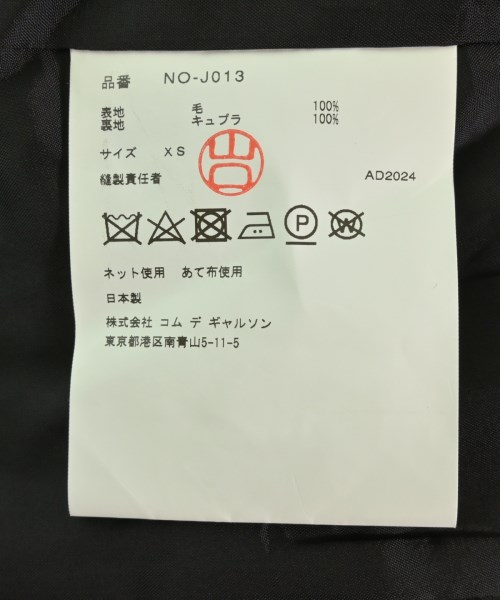 品番 NO-J013
表地 毛 100%
裏地 キュプラ 100%
サイズ XS
縫製責任者 AD2024
P W
ネット使用 あて布使用
日本製
株式会社 コム デ ギャルソン
東京都港区南青山5-11-5